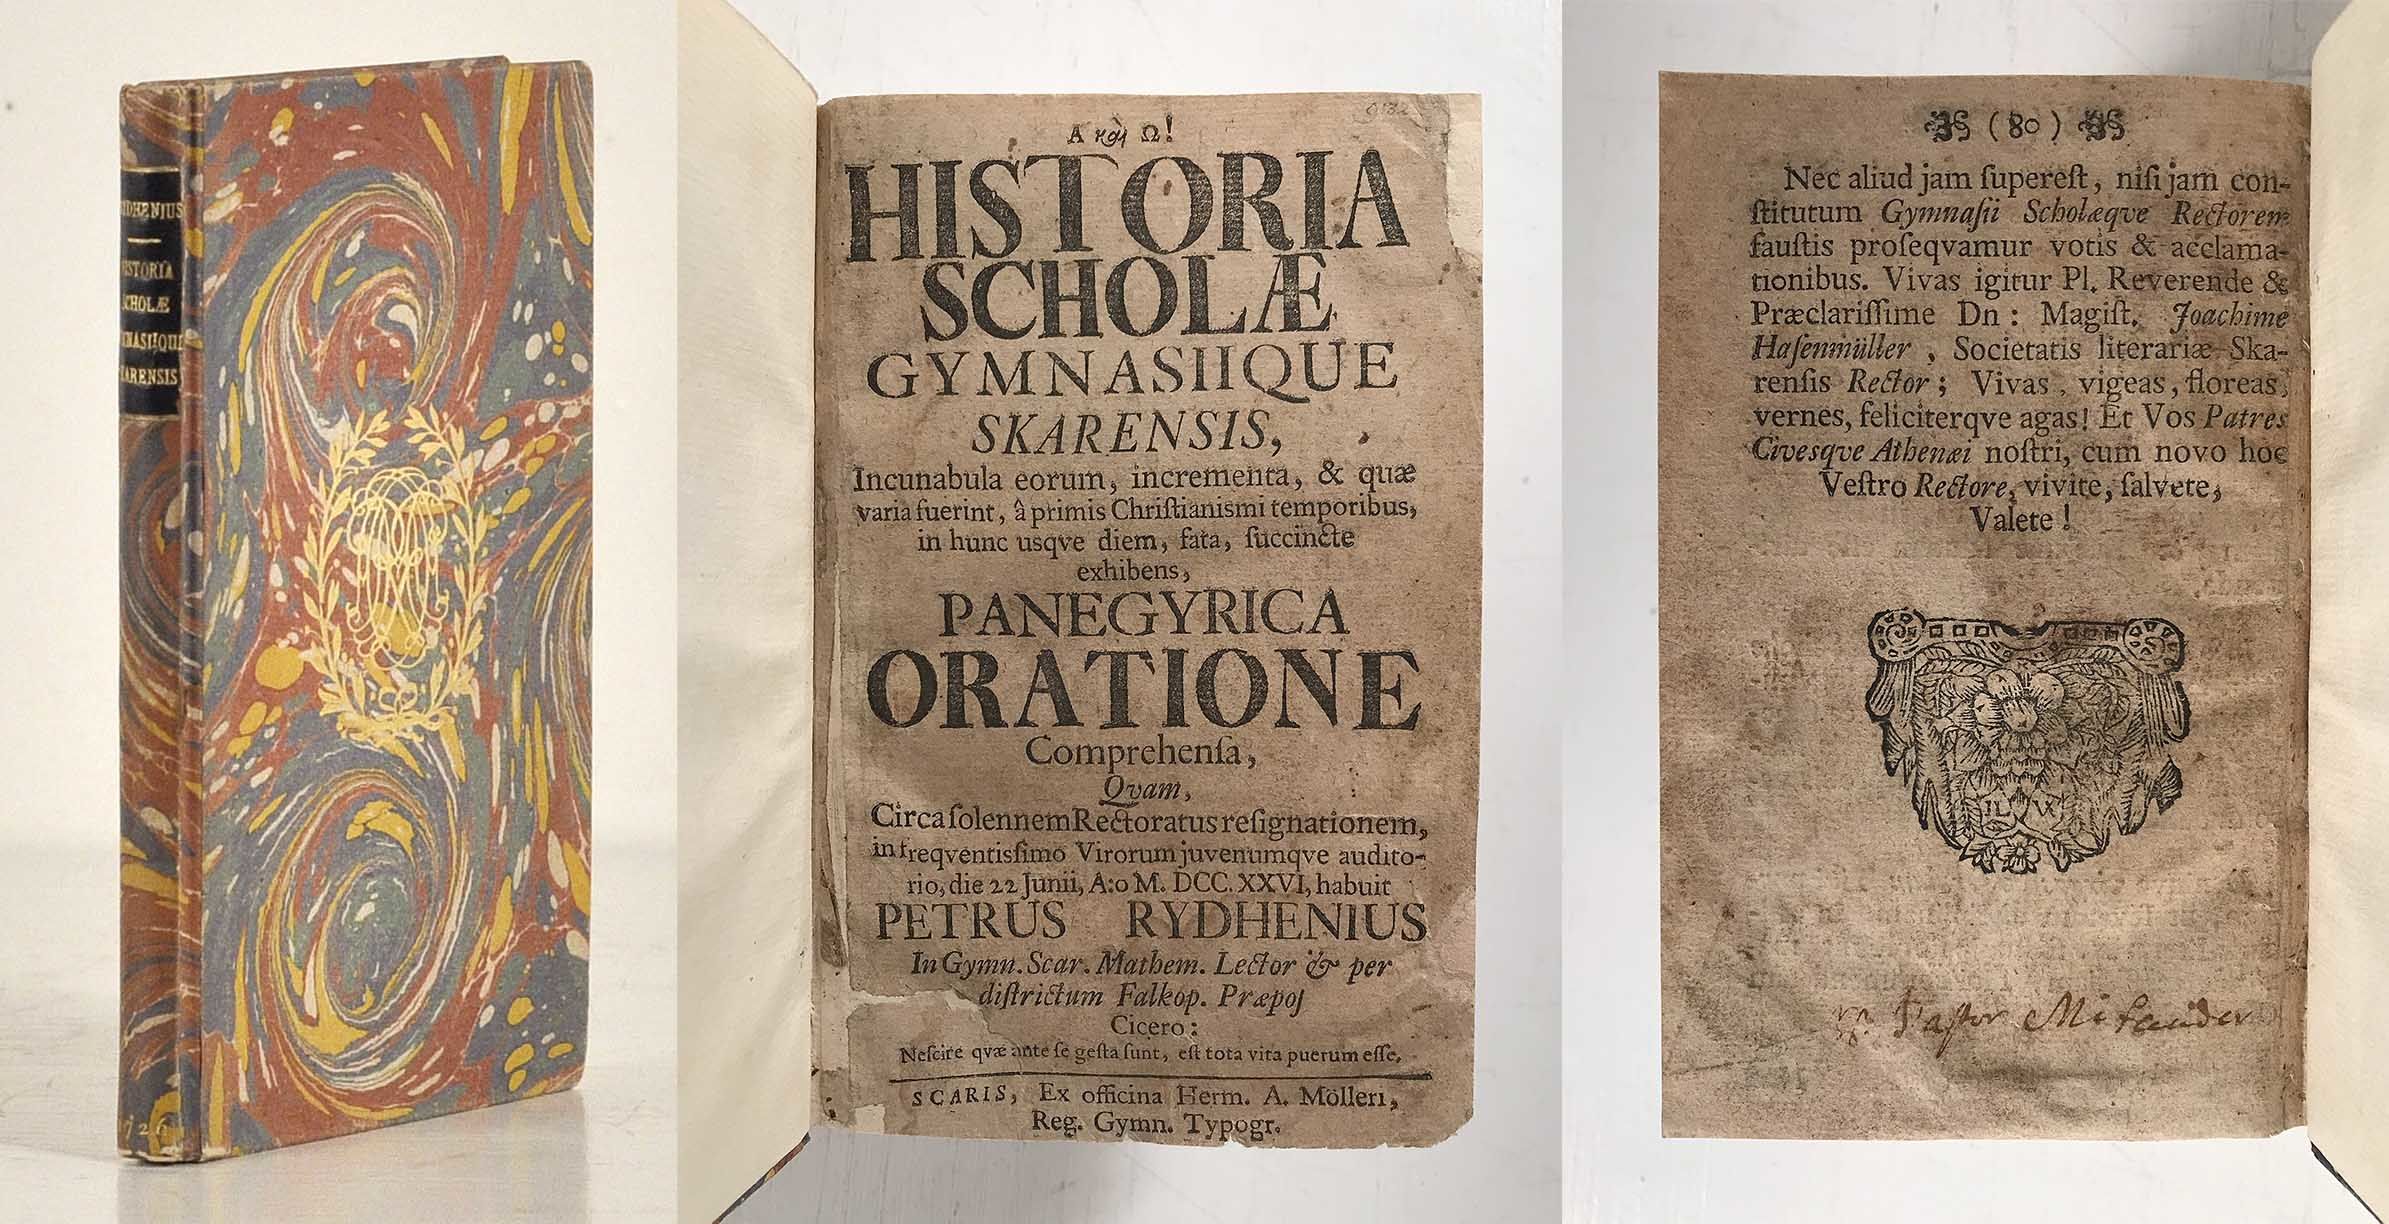 RYDHENIUS
HISTORIA
SCHOLÆ
GYMNASIIQUE
SKARENSIS
1726
0132
Α καὶ Ω!
HISTORIA
SCHOLÆ
GYMNASIIQUE
SKARENSIS,
Incunabula eorum, incrementa, & quæ
varia fuerint, â primis Chriſtianismi temporibus,
in hunc usqve diem, fata, ſuccincte
exhibens,
PANEGYRICA
ORATIONE
Comprehenſa,
Qvam,
Circa ſolennem Rectoratus reſignationem,
in freqventisſimo Virorum juvenumqve audito-
rio, die 22 Junii, A:o M. DCC. XXVI, habuit
PETRUS RYDHENIUS
In Gymn. Scar. Mathem. Lector & per
diſtrictum Falkop. Præpoſ
Cicero:
Neſcire qvæ ante ſe geſta ſunt, eſt tota vita puerum eſſe.
SCARIS, Ex officina Herm. A. Mölleri,
Reg. Gymn. Typogr.
(80)
Nec aliud jam ſupereſt, niſi jam con-
ſtitutum Gymnaſii Scholæqve Rectorem
fauſtis proſeqvamur votis & acclama-
tionibus. Vivas igitur Pl. Reverende &
Præclariſſime Dn: Magiſt. Joachime
Haſenmüller, Societatis literariæ Ska-
renſis Rector; Vivas, vigeas, floreas,
vernes, feliciterqve agas! Et Vos Patres
Civesqve Athenæi noſtri, cum novo hoc
Veſtro Rectore, vivite, ſalvete,
Valete!
Pastor